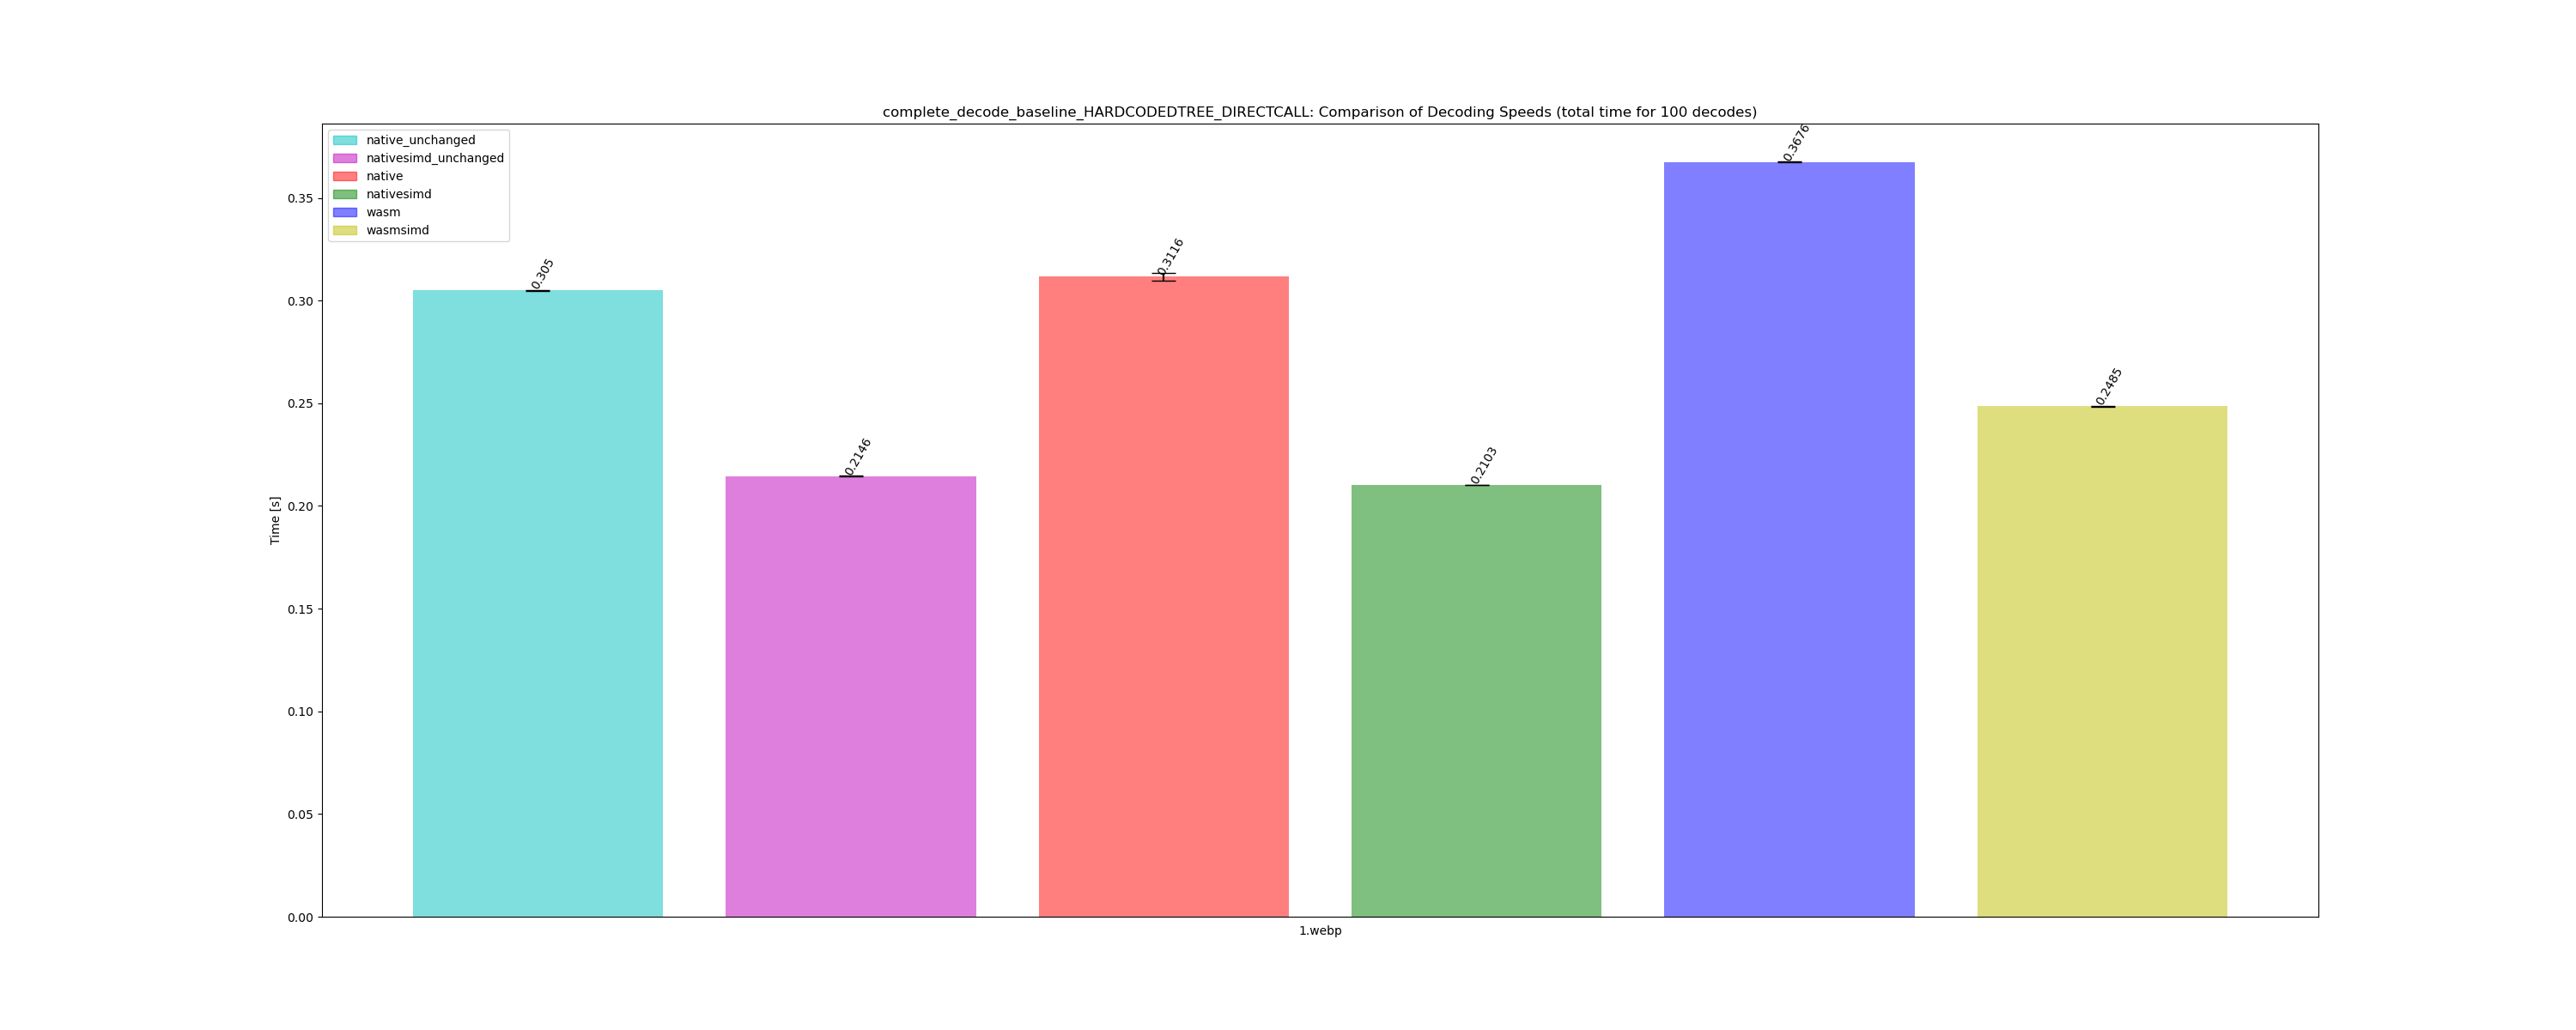 complete_decode_baseline_HARDCODEDTREE_DIRECTCALL: Comparison of Decoding Speeds (total time for 100 decodes)
native_unchanged
nativesimd_unchanged
native
nativesimd
wasm
wasmsimd
0.305
0.2146
0.3116
0.2103
0.3676
0.2485
0.35
0.30
0.25
0.20
0.15
0.10
0.05
0.00
Time [s]
1.webp